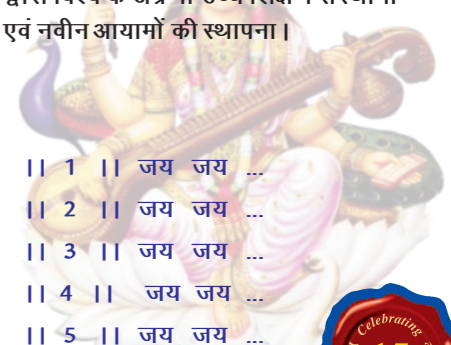 एवं नवीन आयामों की स्थापना।
|| 1 || जय जय ...
|| 2 || जय जय ...
|| 3 || जय जय ...
|| 4 || जय जय ...
|| 5 || जय जय ...
Celebrating